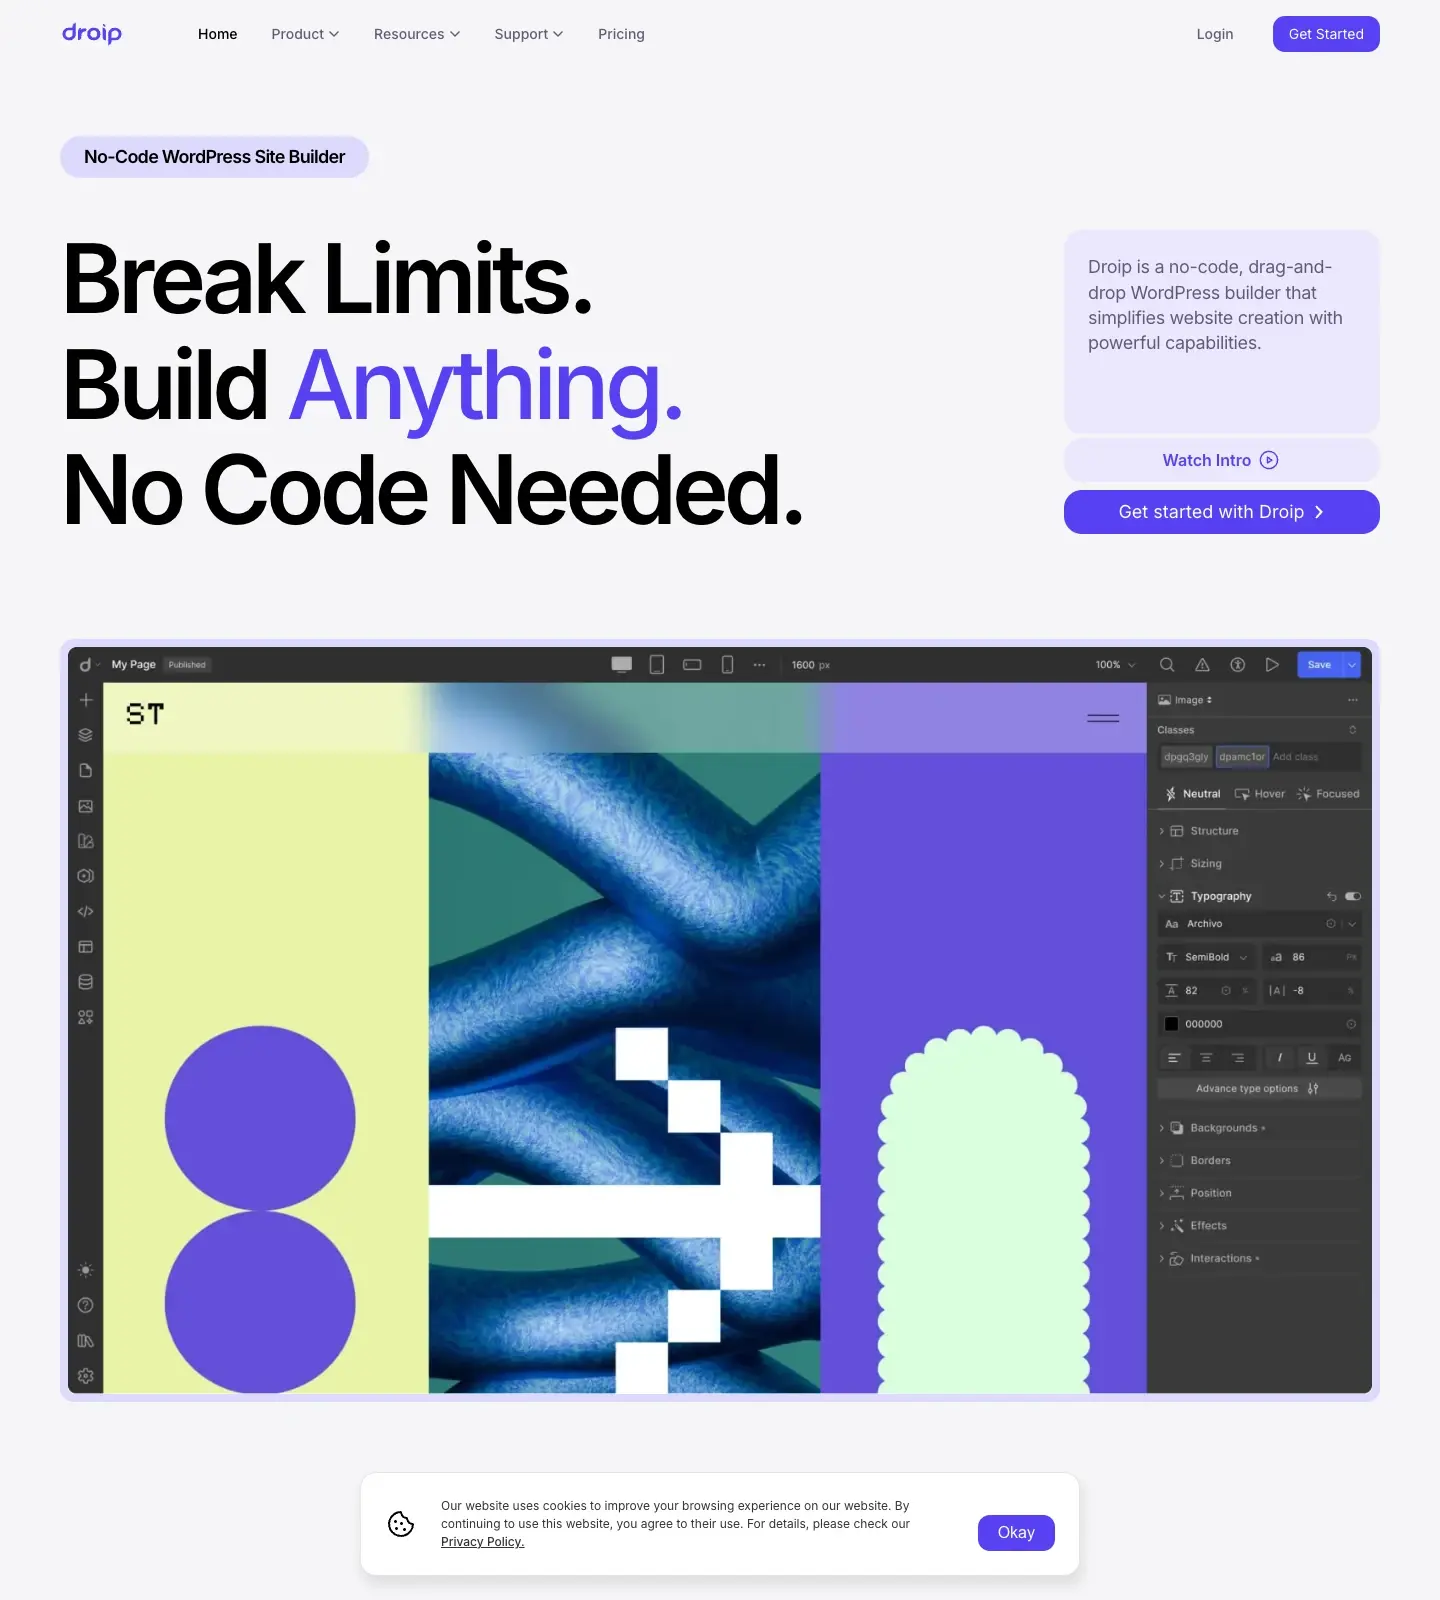 droip
Home
Product
Resources
Support
Pricing
Login
Get Started
No-Code WordPress Site Builder
Break Limits.
Build Anything.
No Code Needed.
Droip is a no-code, drag-and-
drop WordPress builder that
simplifies website creation with
powerful capabilities.
Watch Intro
Get started with Droip
My Page
Published
1600 px
100%
Save
ST
Image
Classes
dpgq3gly
dpamc1or
Add class
Neutral
Hover
Focused
Structure
Sizing
Typography
Aa Archivo
SemiBold
86
PX
82
%
-8
%
000000
AG
Advance type options
Backgrounds
Borders
Position
Effects
Interactions
Our website uses cookies to improve your browsing experience on our website. By
continuing to use this website, you agree to their use. For details, please check our
Privacy Policy.
Okay